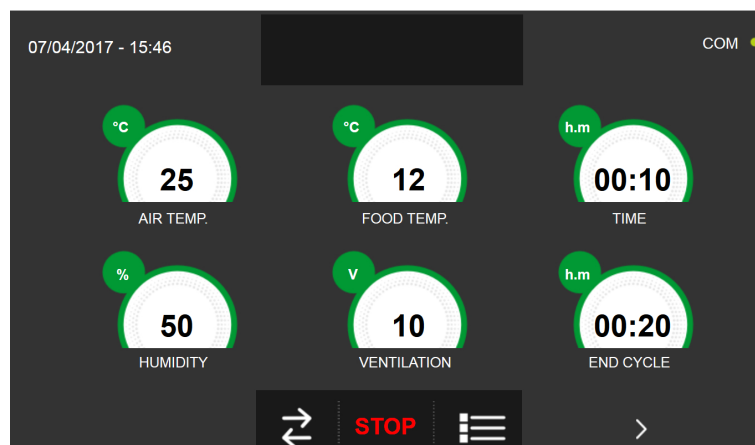 07/04/2017 - 15:46
COM
°C
25
AIR TEMP.
°C
12
FOOD TEMP.
h.m
00:10
TIME
%
50
HUMIDITY
V
10
VENTILATION
h.m
00:20
END CYCLE
STOP